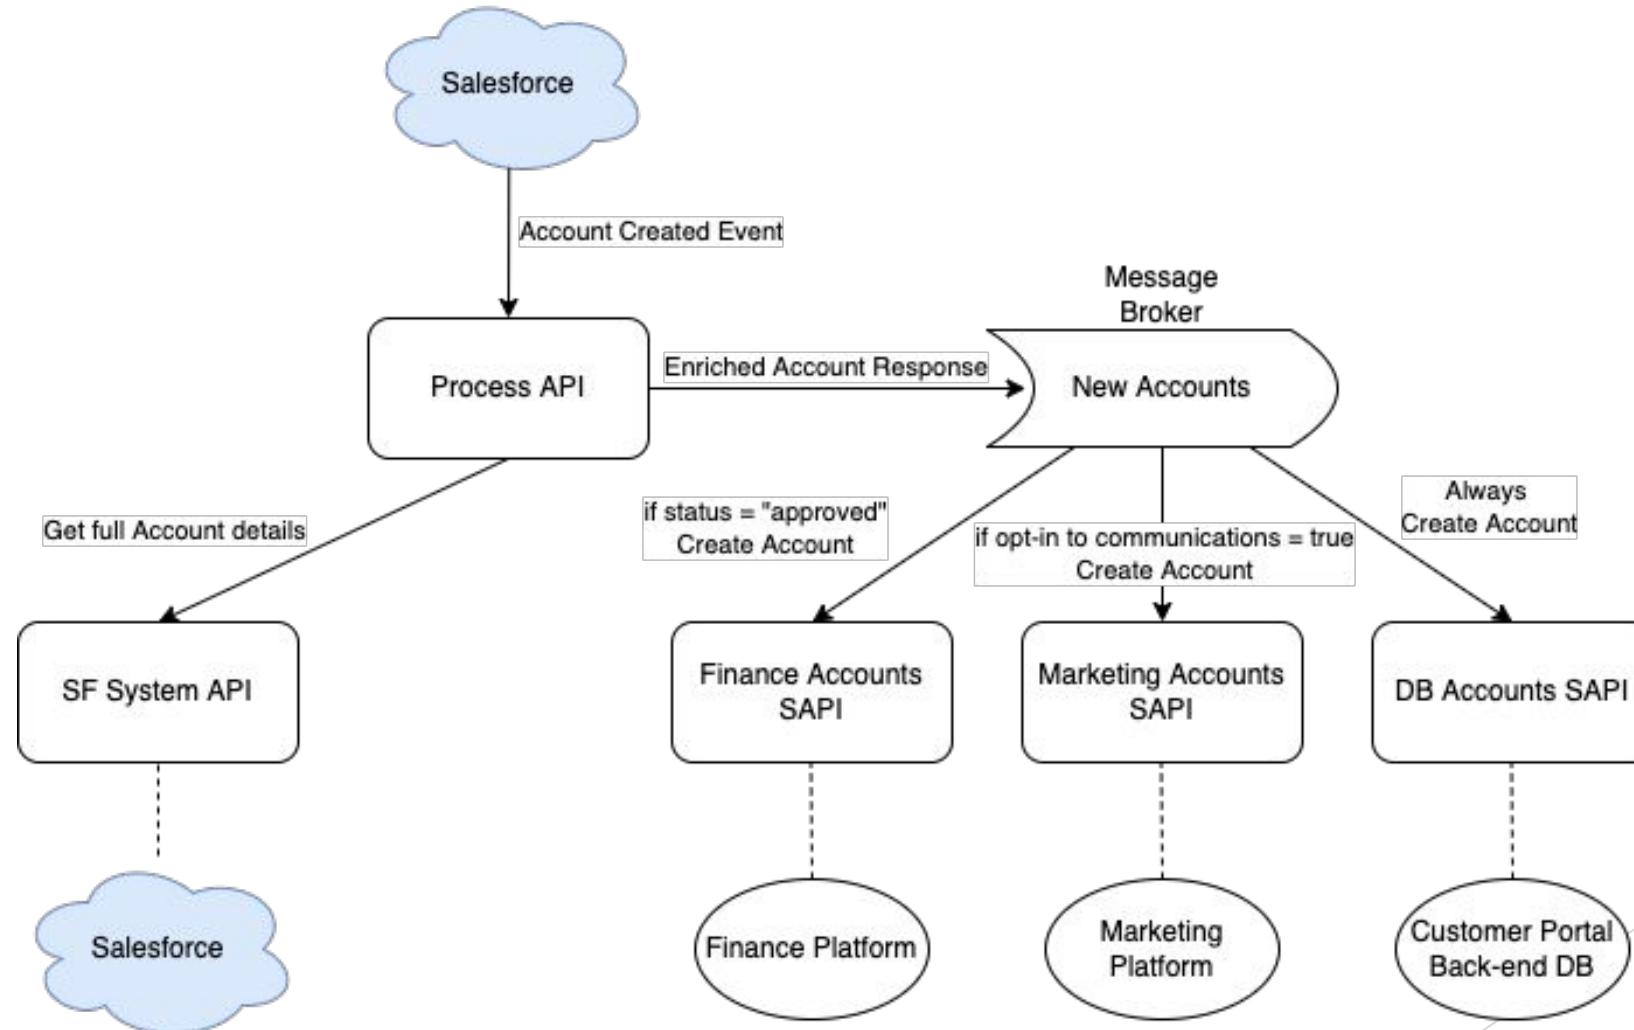 Salesforce
Account Created Event
Message
Broker
Process API
Enriched Account Response
New Accounts
Get full Account details
if status = "approved"
Create Account
if opt-in to communications = true
Create Account
Always
Create Account
SF System API
Finance Accounts
SAPI
Marketing Accounts
SAPI
DB Accounts SAPI
Salesforce
Finance Platform
Marketing
Platform
Customer Portal
Back-end DB